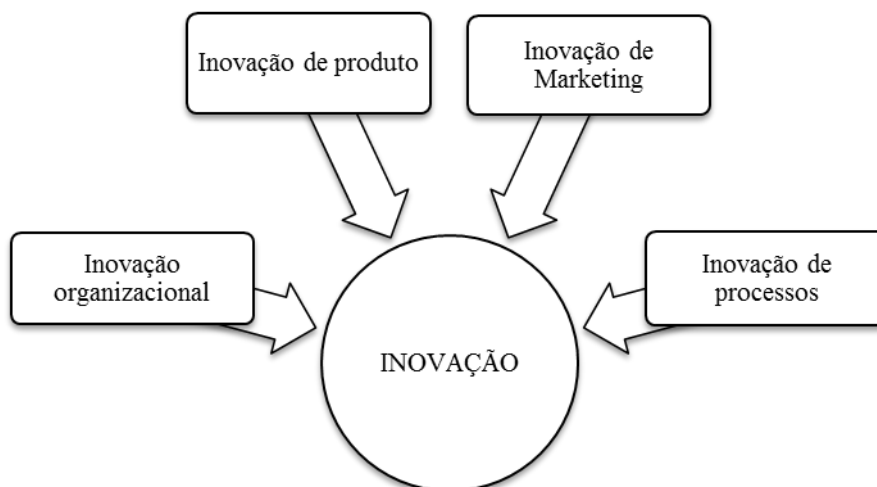 Inovação de produto
Inovação de
Marketing
Inovação
organizacional
Inovação de
processos
INOVAÇÃO